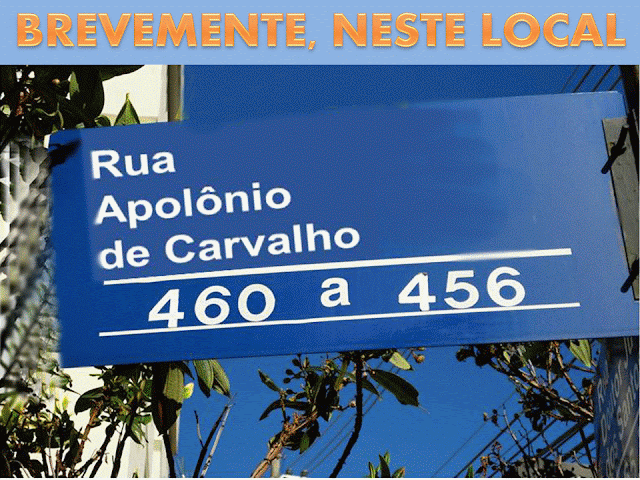 BREVEMENTE, NESTE LOCAL
Rua
Apolônio
de Carvalho
460 a 456